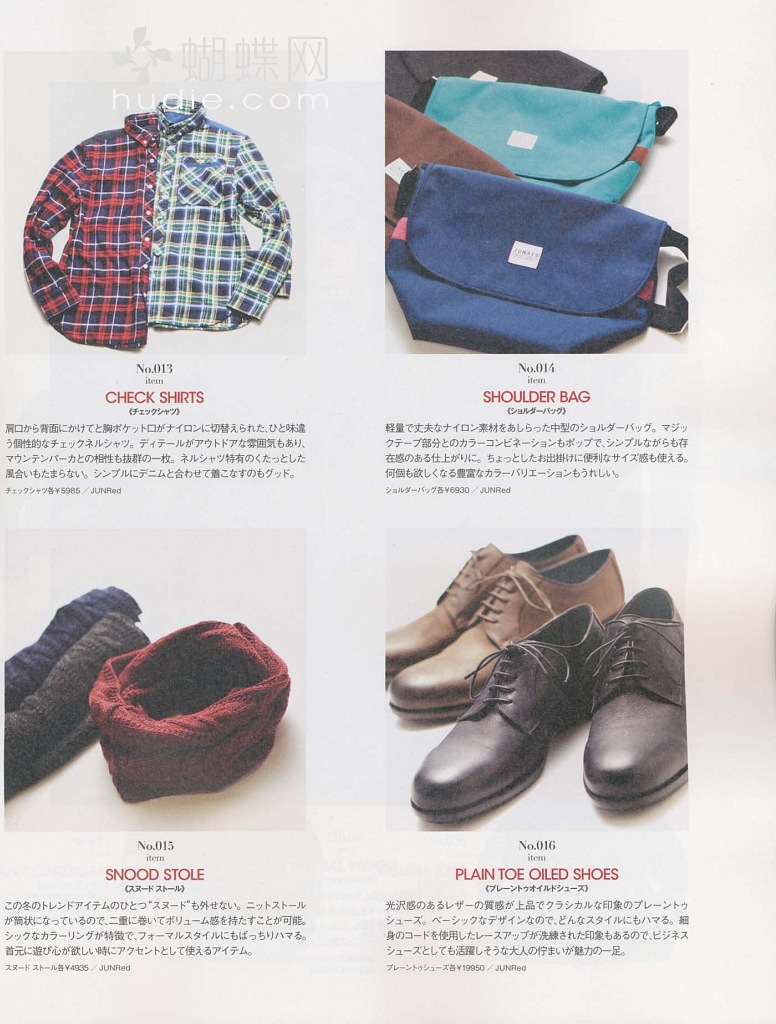 蝴蝶网
hudie.com
No.013
item
CHECK SHIRTS
《チェックシャツ》
肩口から背面にかけてと胸ポケット口がナイロンに切替えられた、ひと味違
う個性的なチェックネルシャツ。ディテールがアウトドアな雰囲気もあり、
マウンテンパーカとの相性も抜群の一枚。ネルシャツ特有のくたっとした
風合いもたまらない。シンプルにデニムと合わせて着こなすのもグッド。
チェックシャツ各¥5985／JUNRed
JUNRED
No.014
item
SHOULDER BAG
《ショルダーバッグ》
軽量で丈夫なナイロン素材をあしらった中型のショルダーバッグ。マジッ
クテープ部分とのカラーコンビネーションもポップで、シンプルながらも存
在感のある仕上がりに。ちょっとしたお出掛けに便利なサイズ感も使える。
何個も欲しくなる豊富なカラーバリエーションもうれしい。
ショルダーバッグ各¥6930／JUNRed
No.015
item
SNOOD STOLE
《スヌード ストール》
この冬のトレンドアイテムのひとつ“スヌード”も外せない。ニットストール
が筒状になっているので、二重に巻いてボリューム感を持たすことが可能。
シックなカラーリングが特徴で、フォーマルスタイルにもばっちりハマる。
首元に遊び心が欲しい時にアクセントとして使えるアイテム。
スヌード ストール各¥4935／JUNRed
No.016
item
PLAIN TOE OILED SHOES
《プレーントゥオイルドシューズ》
光沢感のあるレザーの質感が上品でクラシカルな印象のプレーントゥ
シューズ。ベーシックなデザインなので、どんなスタイルにもハマる。細
身のコードを使用したレースアップが洗練された印象もあるので、ビジネス
シューズとしても活躍しそうな大人の佇まいが魅力の一足。
プレーントゥシューズ各¥19950／JUNRed